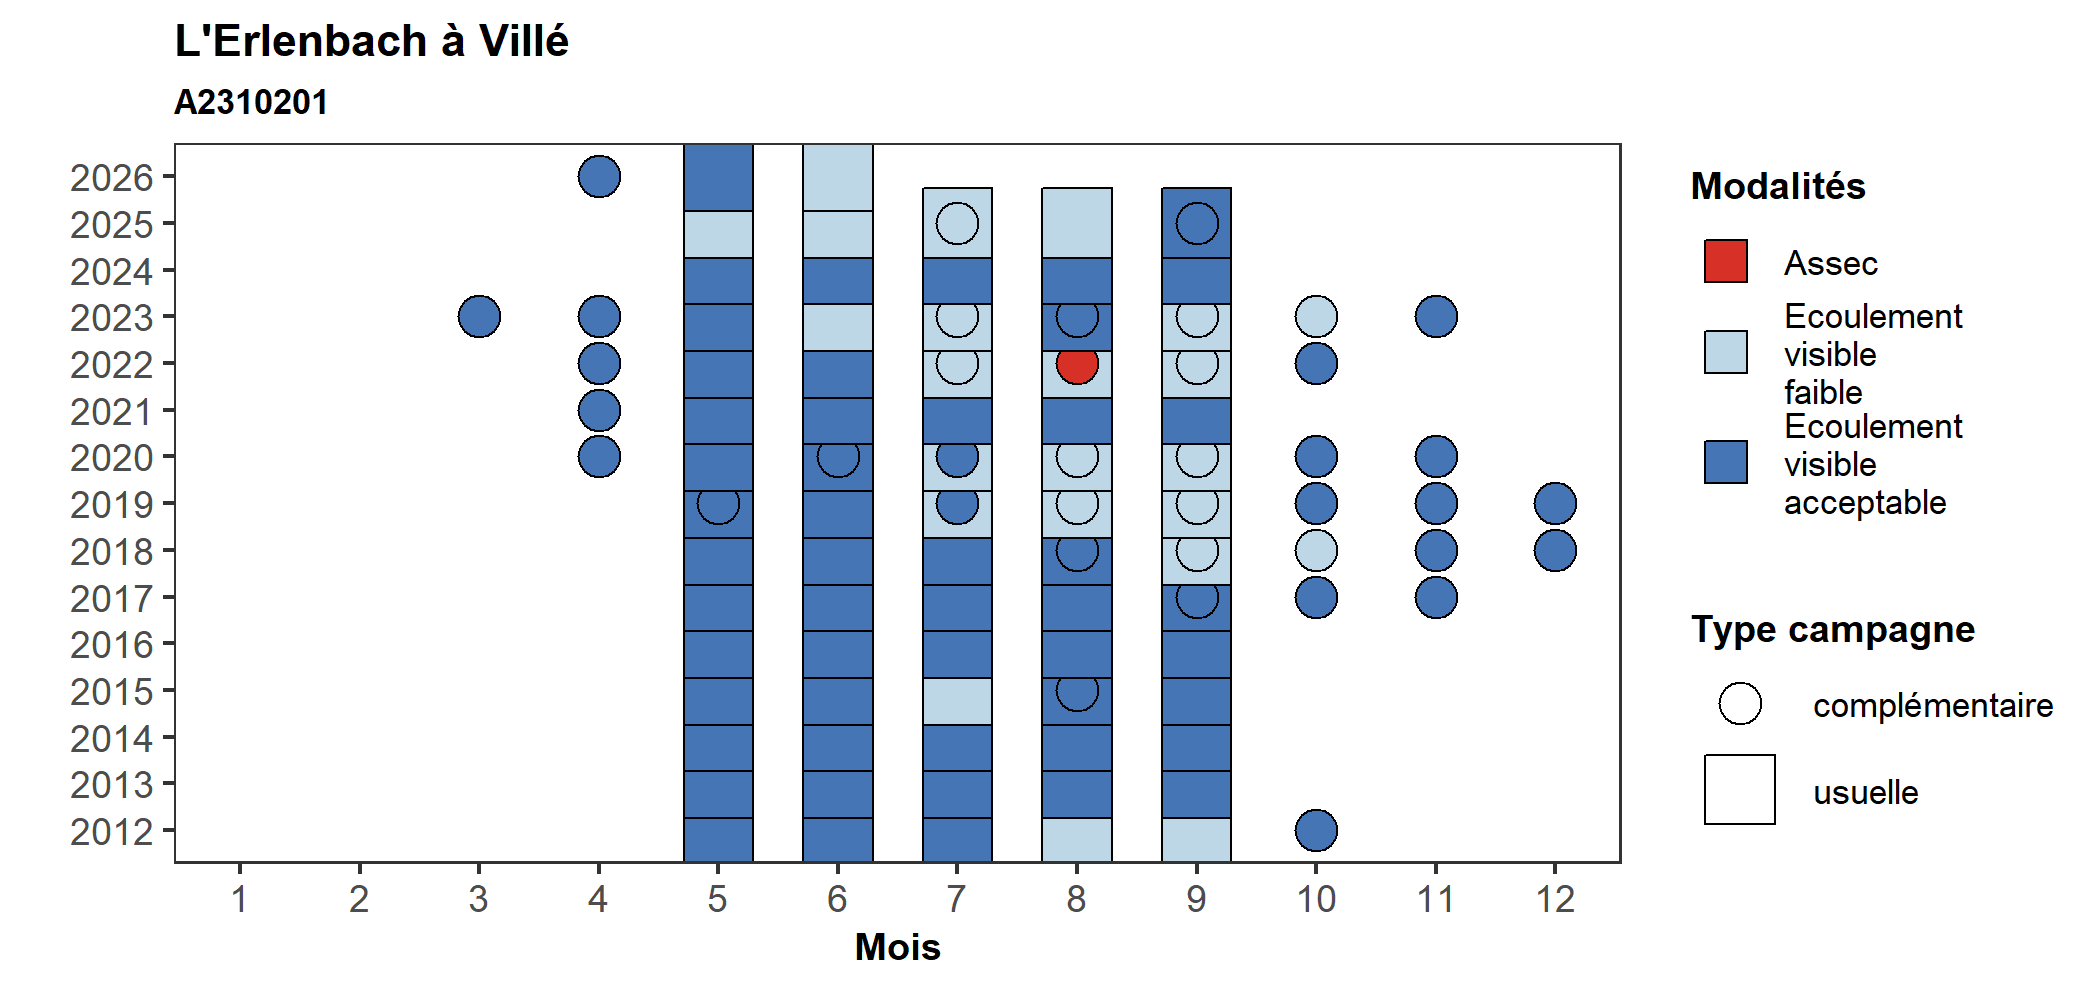 L'Erlenbach à Villé
A2310201
2026
2025
2024
2023
2022
2021
2020
2019
2018
2017
2016
2015
2014
2013
2012
1 2 3 4 5 6 7 8 9 10 11 12
Mois
Modalités
Assec
Ecoulement
visible
faible
Ecoulement
visible
acceptable
Type campagne
complémentaire
usuelle